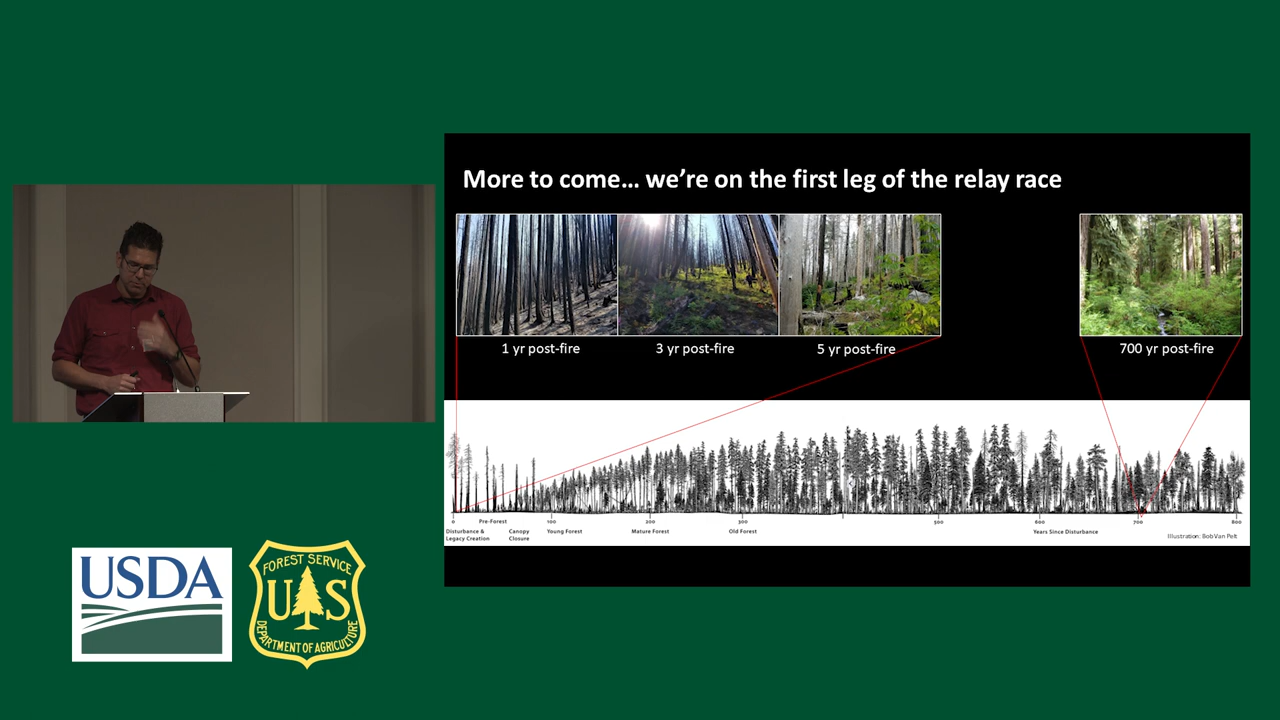 More to come… we’re on the first leg of the relay race
1 yr post-fire
3 yr post-fire
5 yr post-fire
700 yr post-fire
0
Pre-Forest
100
200
300
500
600
700
800
Disturbance &
Legacy Creation
Canopy
Closure
Young Forest
Mature Forest
Old Forest
Years Since Disturbance
Illustration: Bob Van Pelt
USDA
FOREST SERVICE
U S
DEPARTMENT OF AGRICULTURE